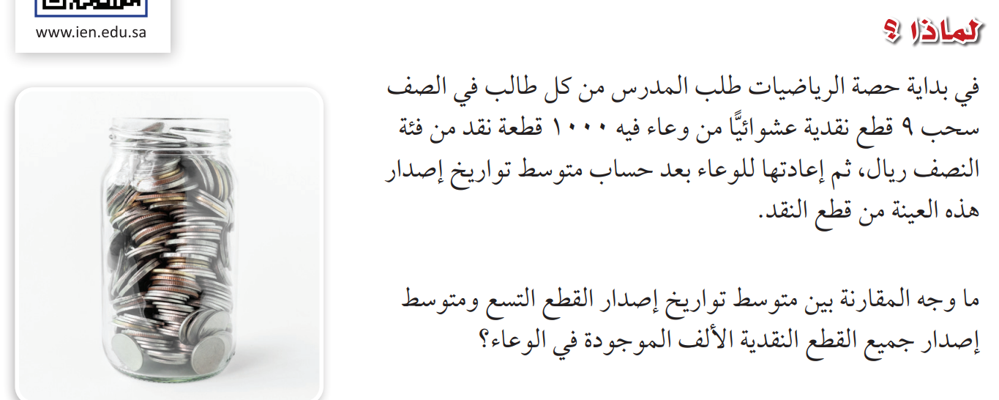 www.ien.edu.sa
لماذا ؟
في بداية حصة الرياضيات طلب المدرس من كل طالب في الصف
سحب ٩ قطع نقدية عشوائيًّا من وعاء فيه ١٠٠٠ قطعة نقد من فئة
النصف ريال، ثم إعادتها للوعاء بعد حساب متوسط تواريخ إصدار
هذه العينة من قطع النقد.
ما وجه المقارنة بين متوسط تواريخ إصدار القطع التسع ومتوسط
إصدار جميع القطع النقدية الألف الموجودة في الوعاء؟